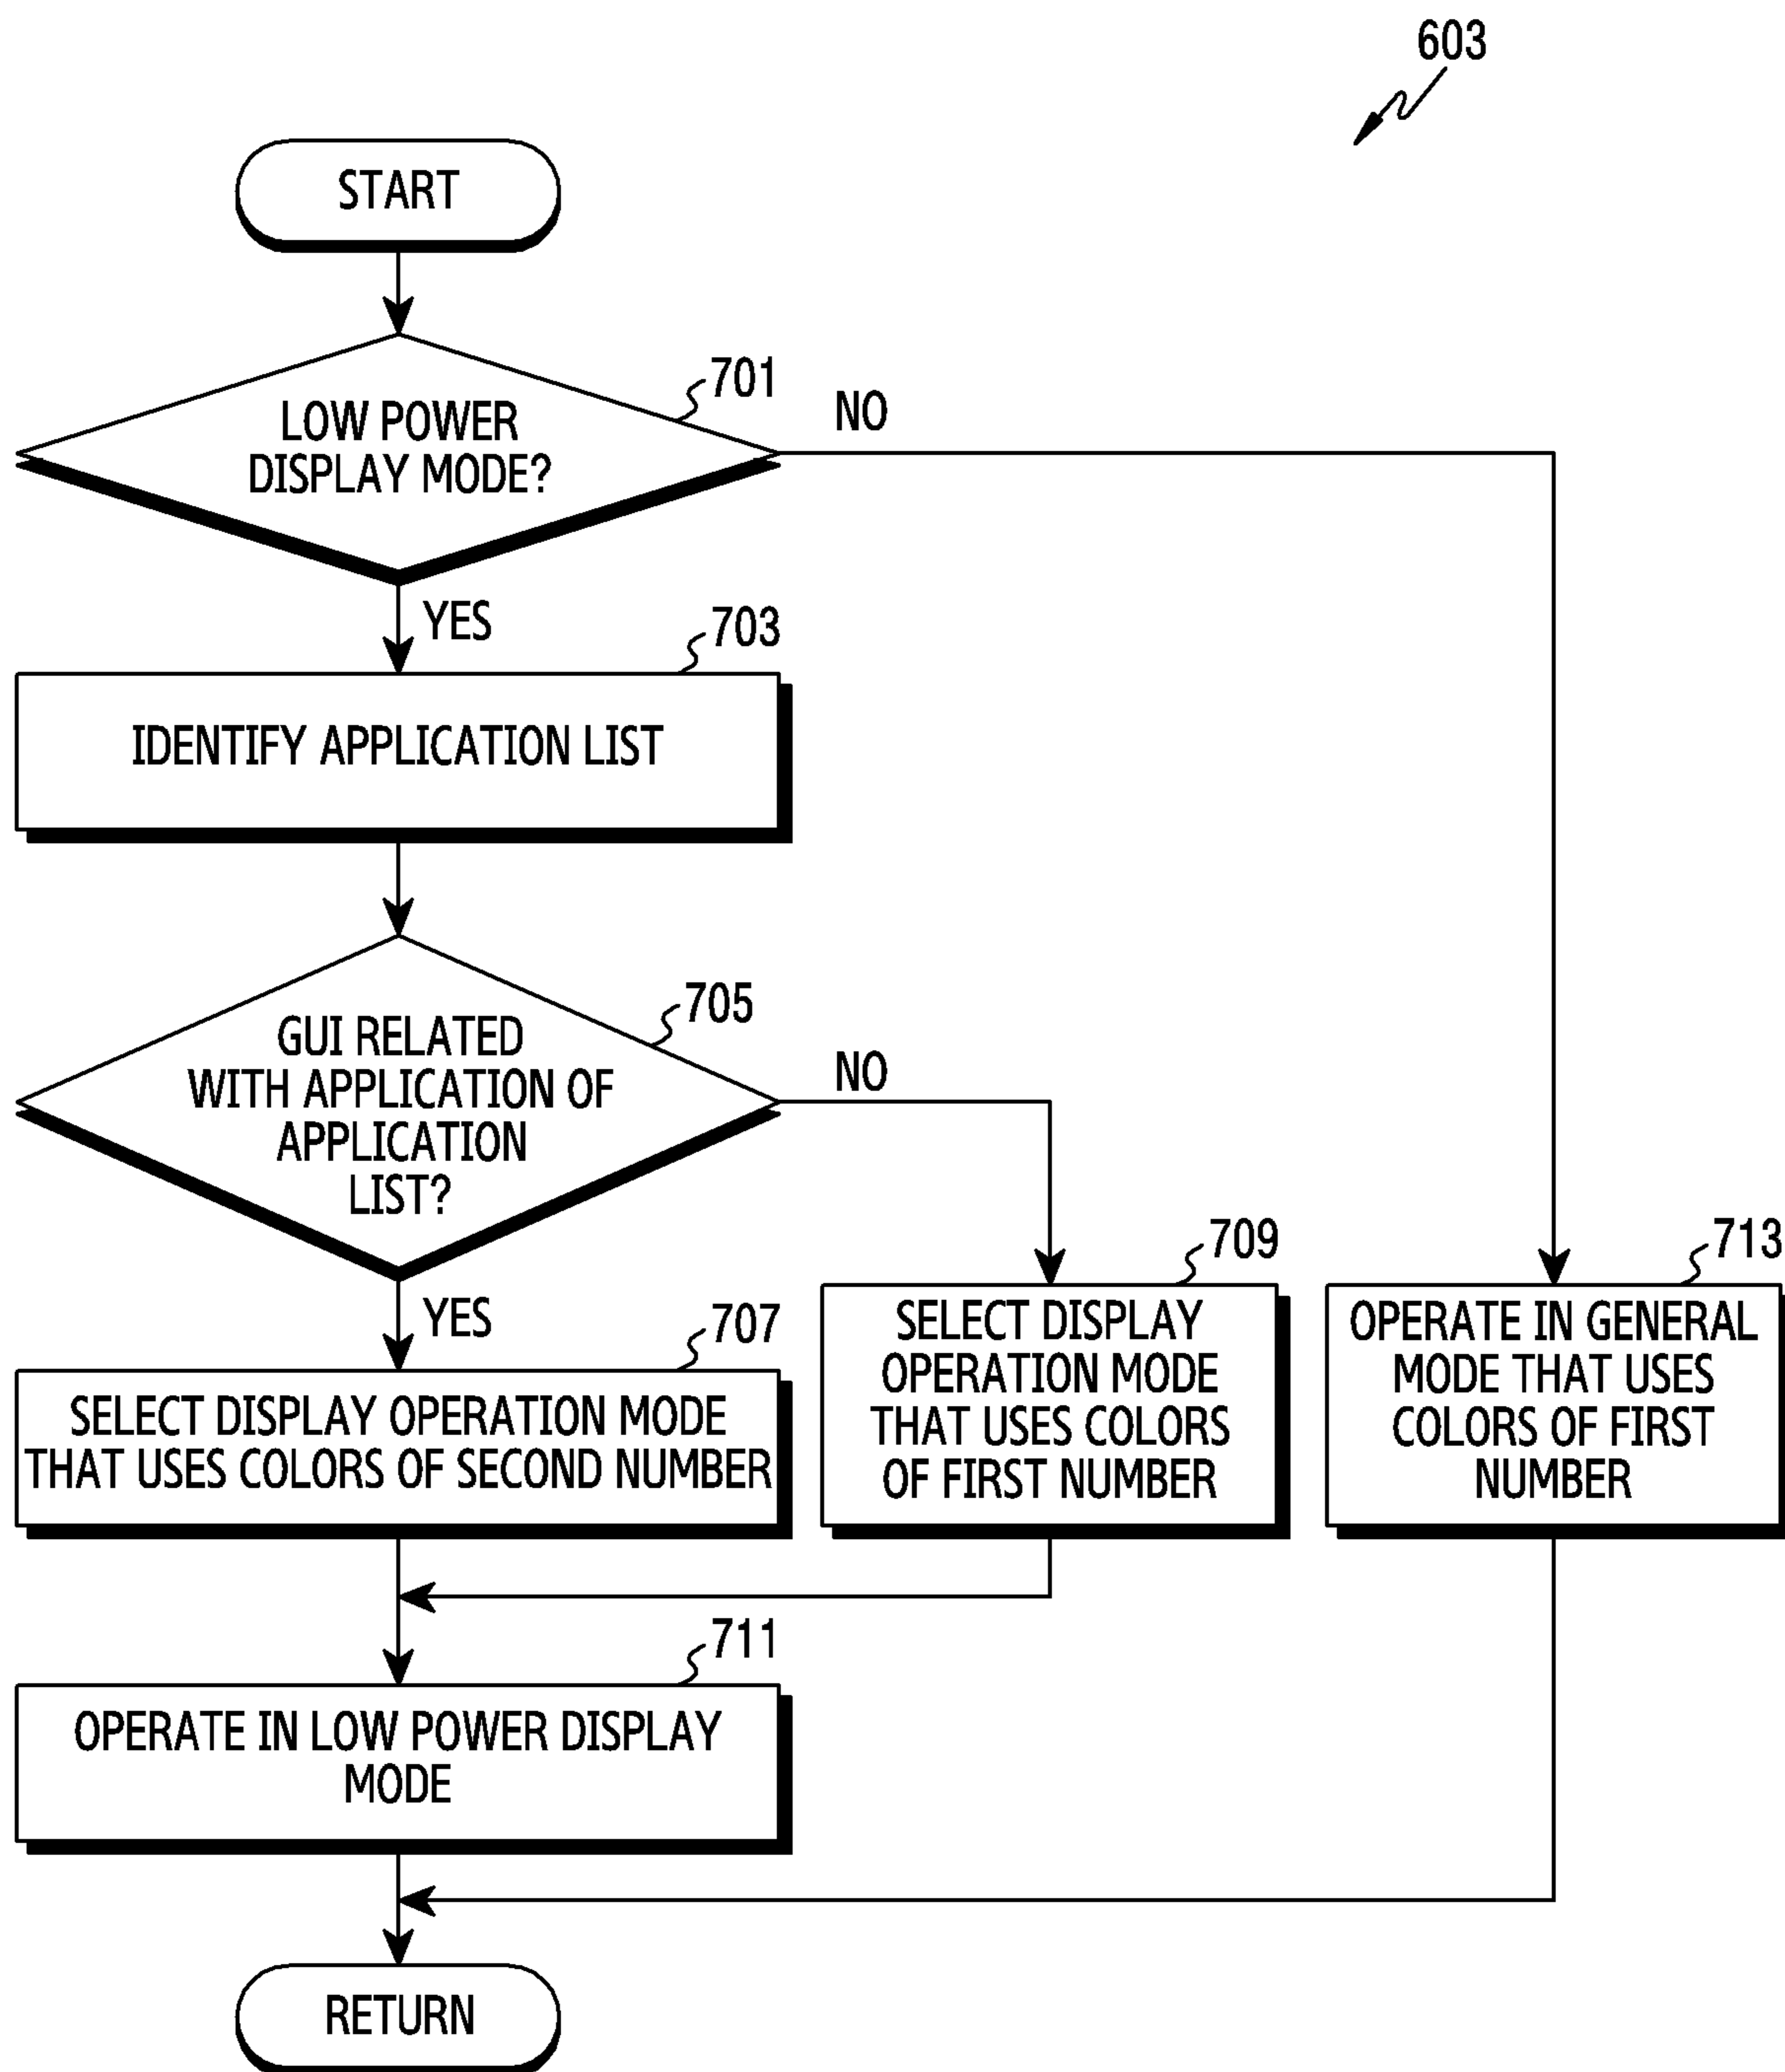 603
START
701
LOW POWER
DISPLAY MODE?
NO
YES
703
IDENTIFY APPLICATION LIST
705
GUI RELATED
WITH APPLICATION OF
APPLICATION
LIST?
NO
YES
707
SELECT DISPLAY OPERATION MODE
THAT USES COLORS OF SECOND NUMBER
709
SELECT DISPLAY
OPERATION MODE
THAT USES COLORS
OF FIRST NUMBER
713
OPERATE IN GENERAL
MODE THAT USES
COLORS OF FIRST
NUMBER
711
OPERATE IN LOW POWER DISPLAY
MODE
RETURN